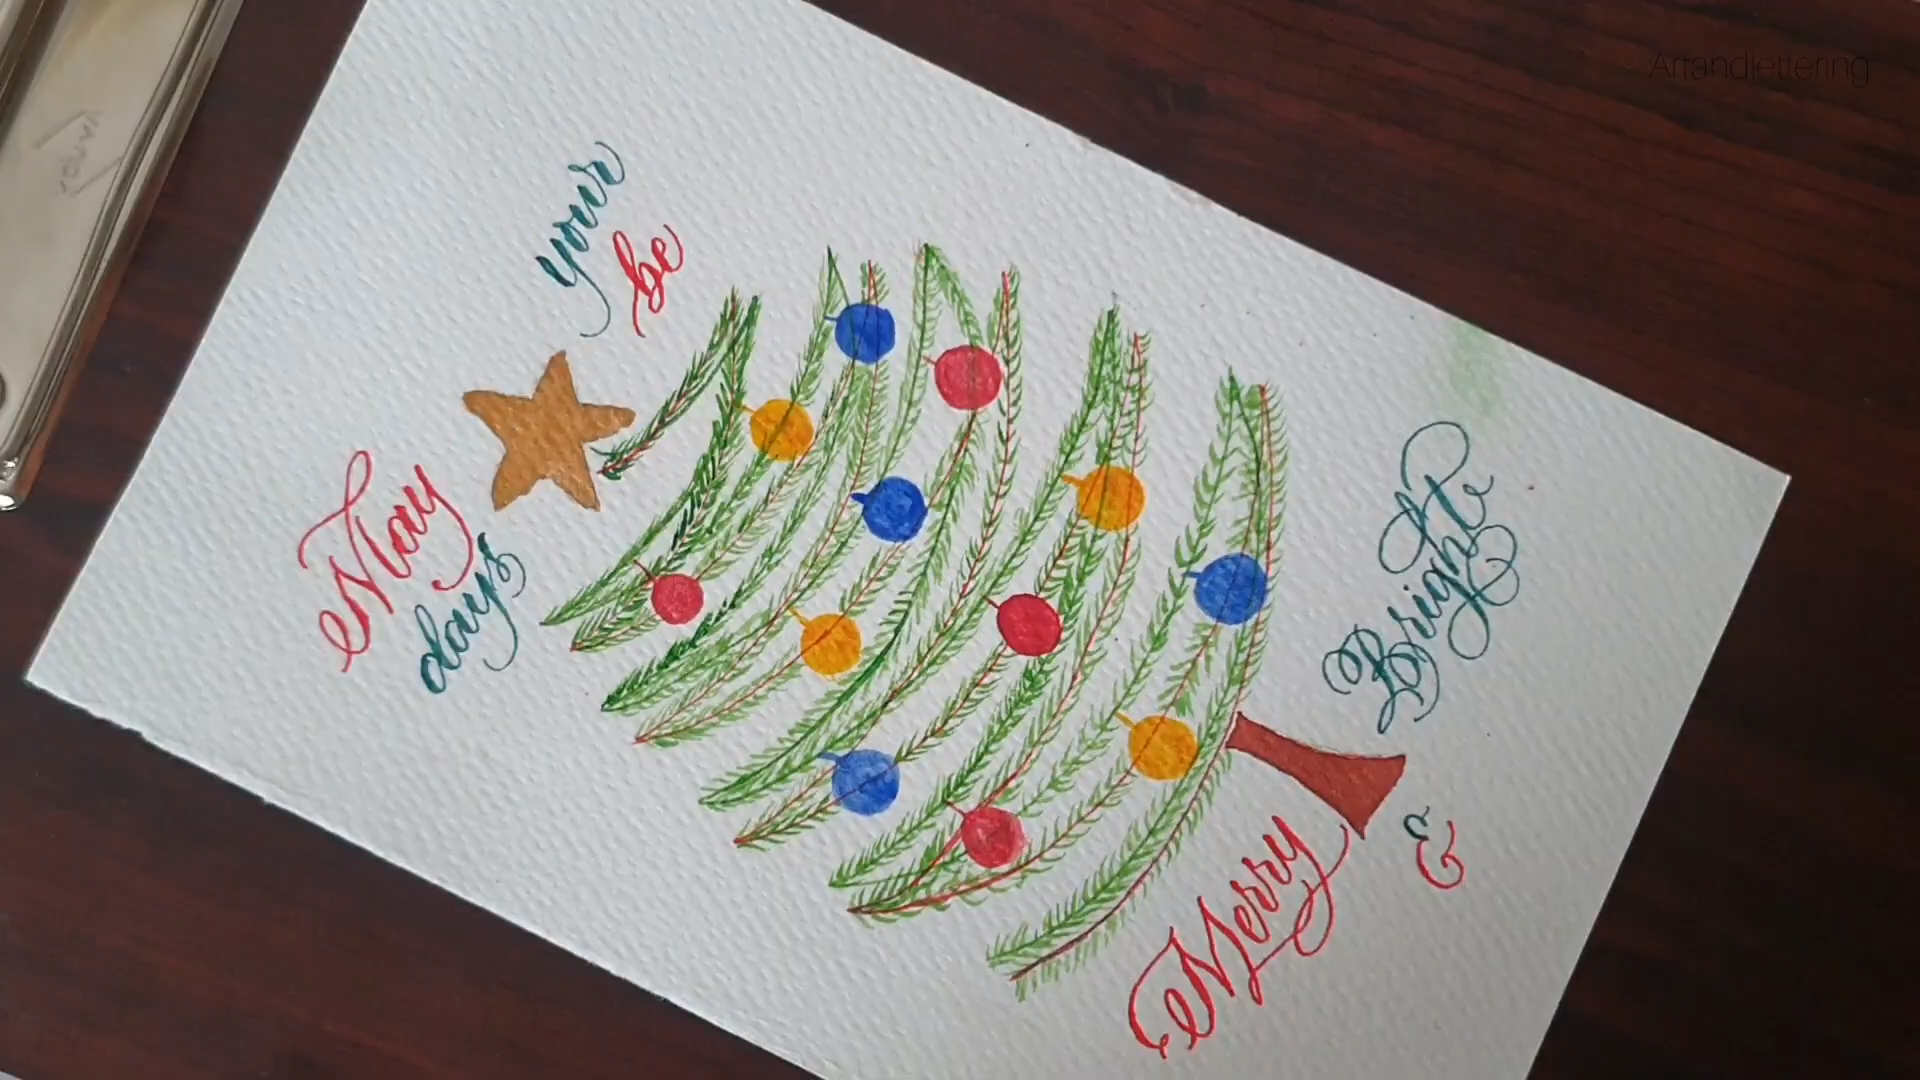 May your
days be
Merry
&
Bright
Artandlettering